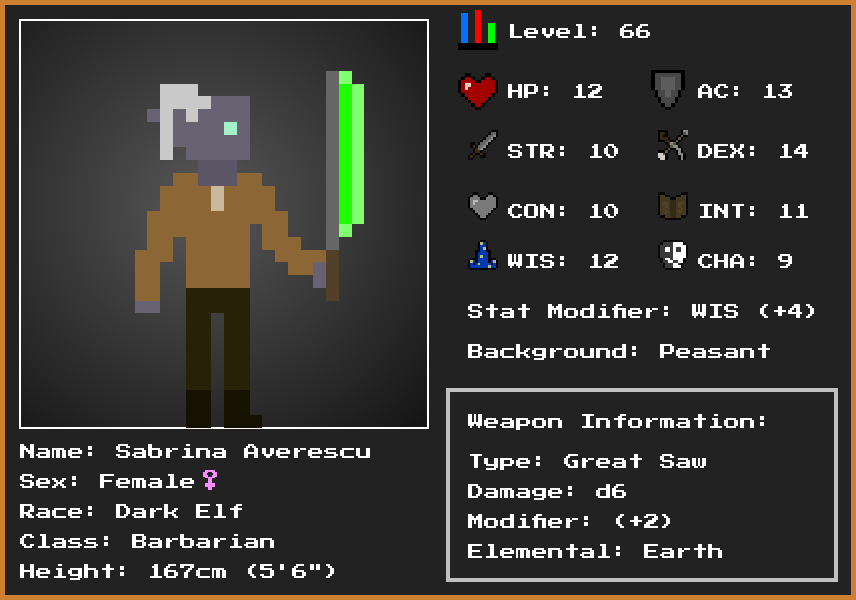 Level: 66
HP: 12
AC: 13
STR: 10
DEX: 14
CON: 10
INT: 11
WIS: 12
CHA: 9
Stat Modifier: WIS (+4)
Background: Peasant
Name: Sabrina Averescu
Sex: Female♀
Race: Dark Elf
Class: Barbarian
Height: 167cm (5'6")
Weapon Information:
Type: Great Saw
Damage: d6
Modifier: (+2)
Elemental: Earth